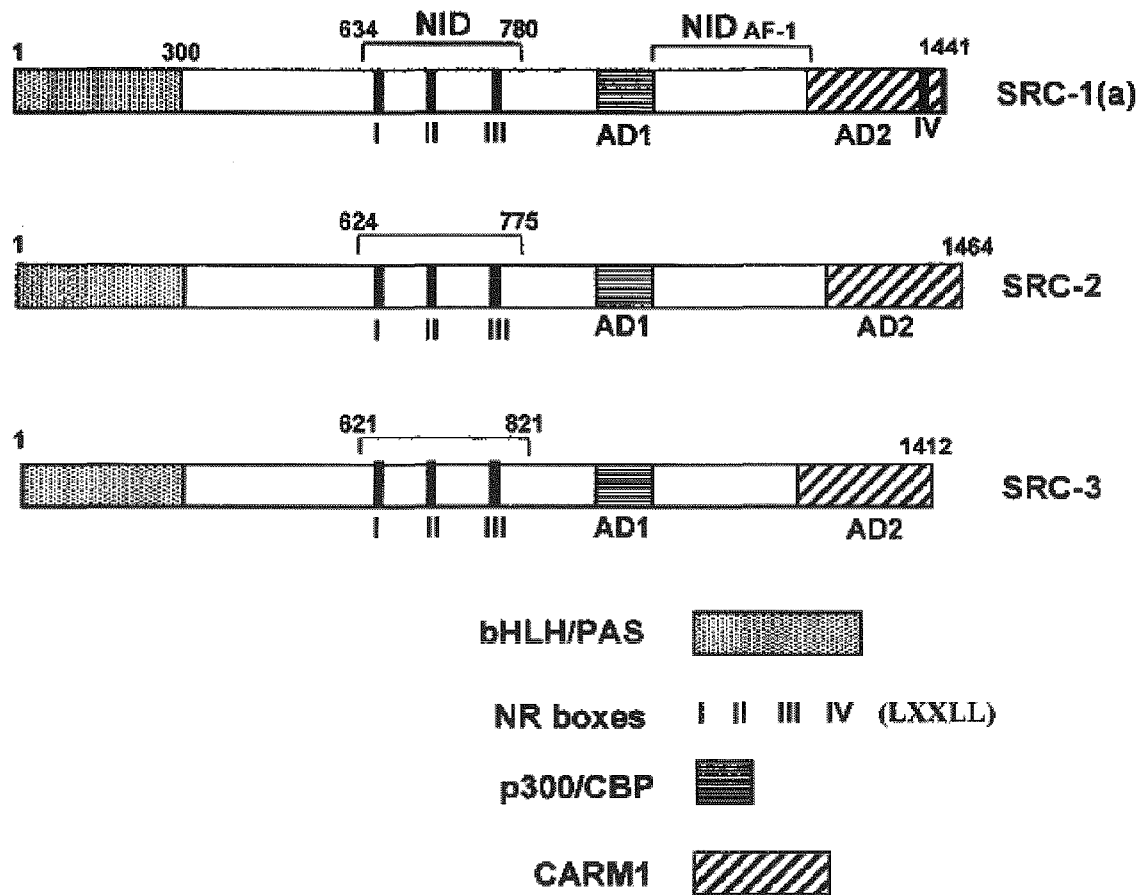 634 NID 780 NID AF-1
1 300 1441
SRC-1(a)
I II III AD1 AD2 IV
624 775
1 1464
SRC-2
I II III AD1 AD2
621 821
1 1412
SRC-3
I II III AD1 AD2
bHLH/PAS
NR boxes I II III IV (LXXLL)
p300/CBP
CARM1